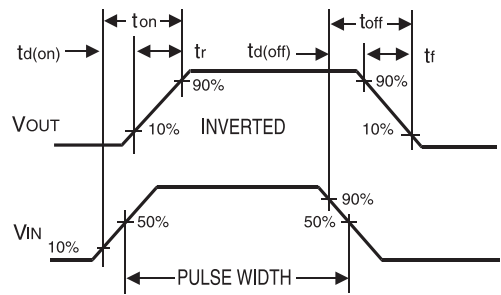 ton toff
td(on) tr td(off) tf
90% 90%
VOUT 10% INVERTED 10%
90%
VIN 50% 50%
10%
PULSE WIDTH